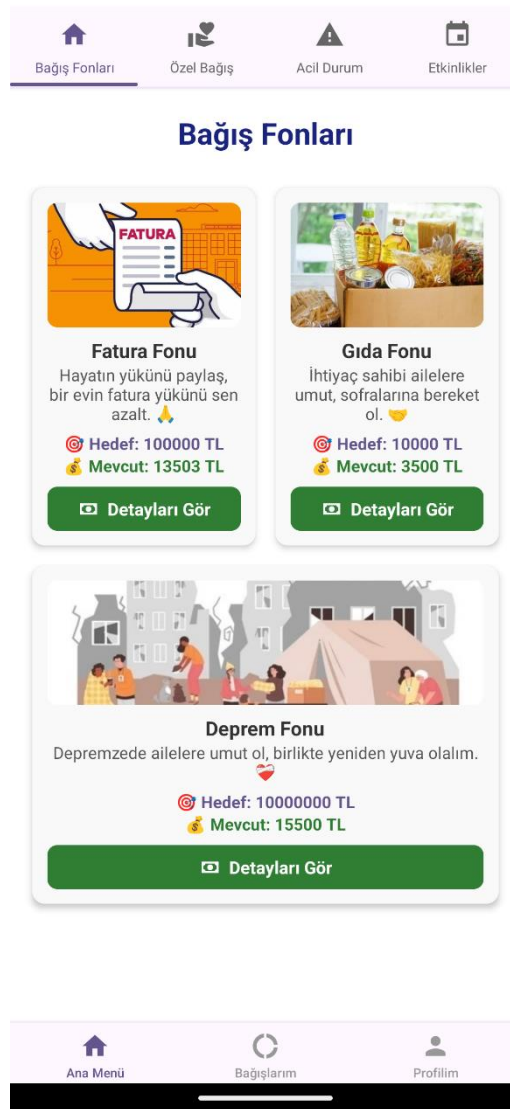 Bağış Fonları
Özel Bağış
Acil Durum
Etkinlikler
Bağış Fonları
FATURA
Fatura Fonu
Hayatın yükünü paylaş,
bir evin fatura yükünü sen
azalt. 🙏
🎯 Hedef: 100000 TL
💰 Mevcut: 13503 TL
Detayları Gör
Gıda Fonu
İhtiyaç sahibi ailelere
umut, sofralarına bereket
ol. 🤝
🎯 Hedef: 10000 TL
💰 Mevcut: 3500 TL
Detayları Gör
Deprem Fonu
Depremzede ailelere umut ol, birlikte yeniden yuva olalım.
❤️‍🩹
🎯 Hedef: 10000000 TL
💰 Mevcut: 15500 TL
Detayları Gör
Ana Menü
Bağışlarım
Profilim